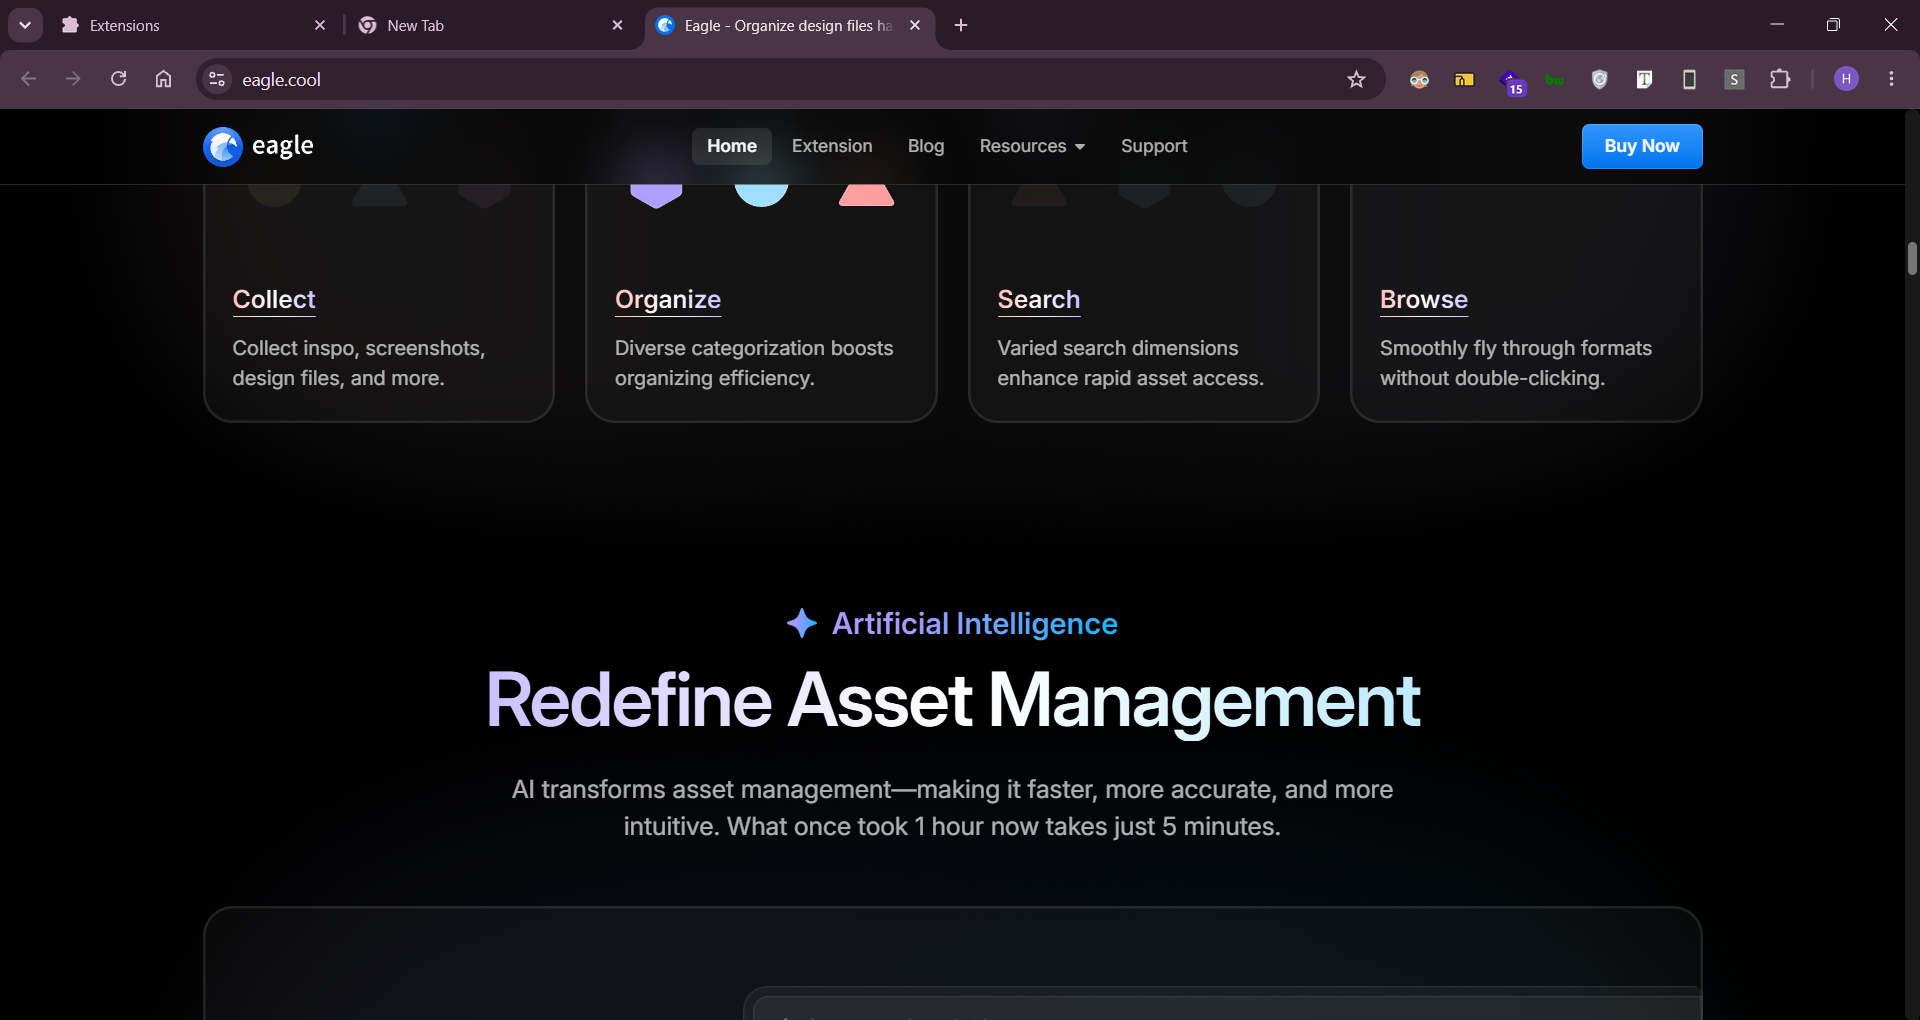 Extensions
New Tab
Eagle - Organize design files ha
eagle.cool
15
bw
T
S
H
eagle
Home
Extension
Blog
Resources
Support
Buy Now
Collect
Collect inspo, screenshots,
design files, and more.
Organize
Diverse categorization boosts
organizing efficiency.
Search
Varied search dimensions
enhance rapid asset access.
Browse
Smoothly fly through formats
without double-clicking.
Artificial Intelligence
Redefine Asset Management
AI transforms asset management—making it faster, more accurate, and more
intuitive. What once took 1 hour now takes just 5 minutes.